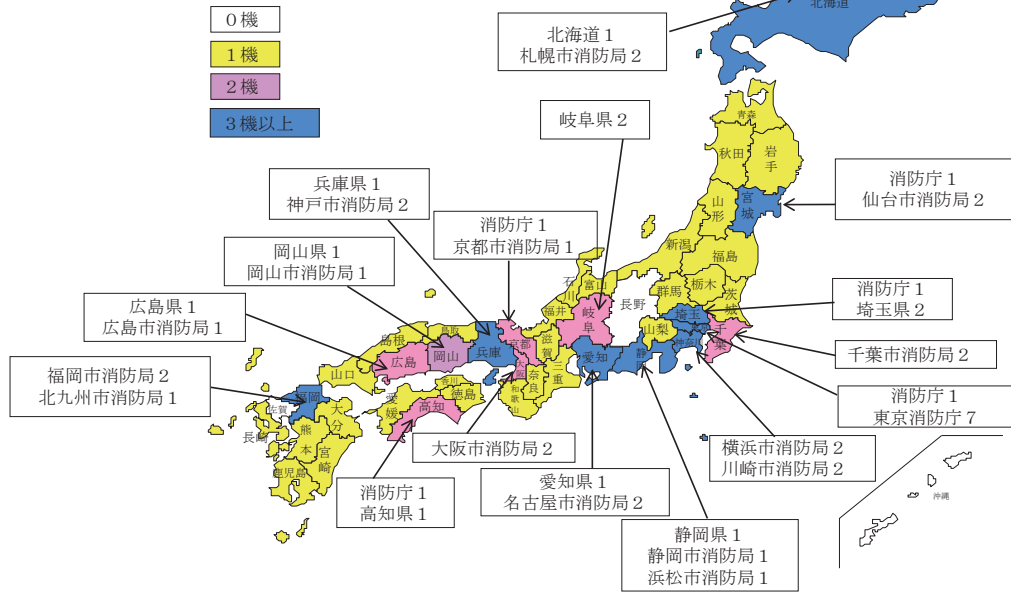 0機
1機
2機
3機以上
北海道
北海道1
札幌市消防局2
岐阜県2
青森
秋田
岩手
消防庁1
仙台市消防局2
兵庫県1
神戸市消防局2
山形
宮城
消防庁1
京都市消防局1
岡山県1
岡山市消防局1
新潟
福島
石川
富山
群馬
栃木
茨城
長野
消防庁1
埼玉県2
広島県1
広島市消防局1
福井
岐阜
埼玉
山梨
東京
神奈川
千葉
千葉市消防局2
鳥取
島根
広島
岡山
兵庫
京都
滋賀
愛知
静岡
福岡市消防局2
北九州市消防局1
山口
福岡
佐賀
大分
長崎
熊本
宮崎
鹿児島
愛媛
香川
徳島
高知
大阪
奈良
和歌山
三重
消防庁1
東京消防庁7
大阪市消防局2
横浜市消防局2
川崎市消防局2
消防庁1
高知県1
愛知県1
名古屋市消防局2
沖縄
静岡県1
静岡市消防局1
浜松市消防局1